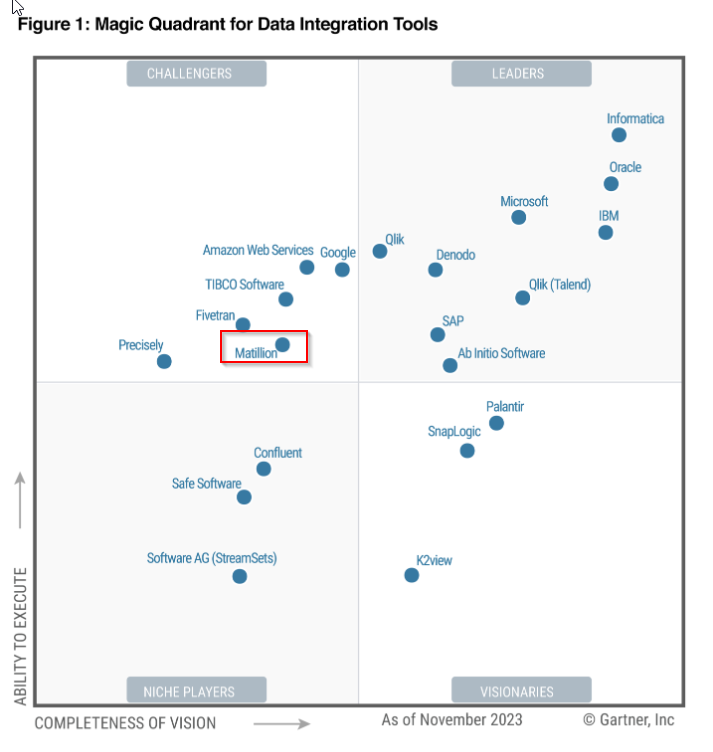 Figure 1: Magic Quadrant for Data Integration Tools
CHALLENGERS
LEADERS
Informatica
Oracle
Microsoft
IBM
Qlik
Amazon Web Services
Google
Denodo
TIBCO Software
Qlik (Talend)
Fivetran
SAP
Precisely
Matillion
Ab Initio Software
Palantir
SnapLogic
Confluent
Safe Software
Software AG (StreamSets)
K2view
ABILITY TO EXECUTE
NICHE PLAYERS
VISIONARIES
COMPLETENESS OF VISION
As of November 2023
© Gartner, Inc